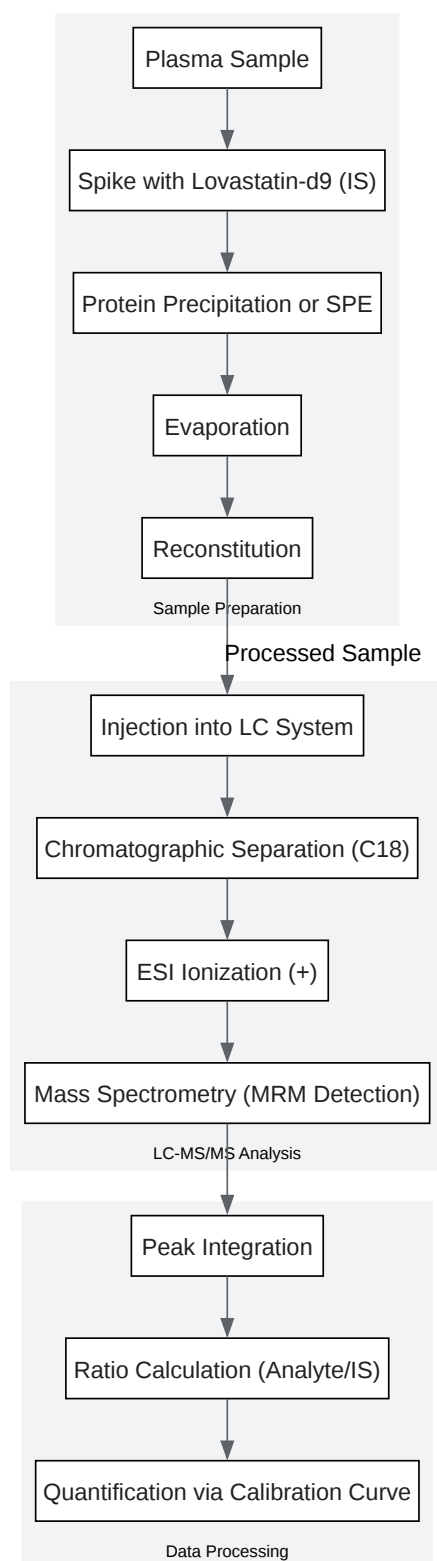 Plasma Sample
Spike with Lovastatin-d9 (IS)
Protein Precipitation or SPE
Evaporation
Reconstitution
Sample Preparation
Processed Sample
Injection into LC System
Chromatographic Separation (C18)
ESI Ionization (+)
Mass Spectrometry (MRM Detection)
LC-MS/MS Analysis
Peak Integration
Ratio Calculation (Analyte/IS)
Quantification via Calibration Curve
Data Processing